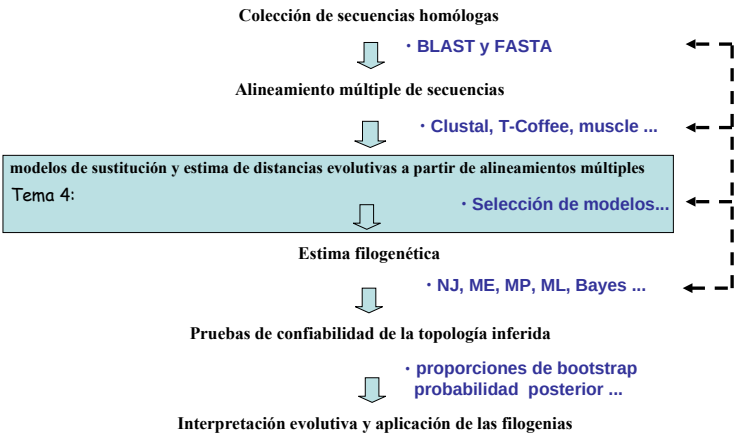 Colección de secuencias homólogas
· BLAST y FASTA
Alineamiento múltiple de secuencias
· Clustal, T-Coffee, muscle ...
modelos de sustitución y estima de distancias evolutivas a partir de alineamientos múltiples
Tema 4:
· Selección de modelos...
Estima filogenética
· NJ, ME, MP, ML, Bayes ...
Pruebas de confiabilidad de la topología inferida
· proporciones de bootstrap
probabilidad posterior ...
Interpretación evolutiva y aplicación de las filogenias